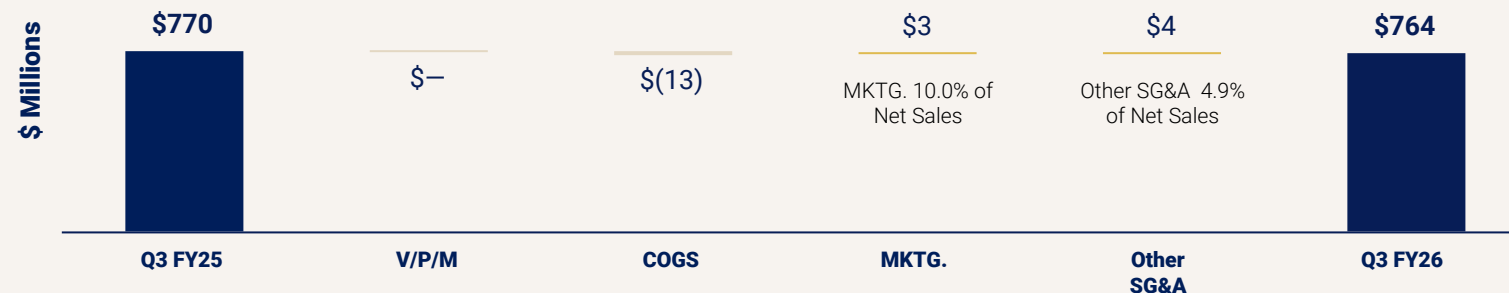 $ Millions
$770
$—
$(13)
$3
MKTG. 10.0% of
Net Sales
$4
Other SG&A 4.9%
of Net Sales
$764
Q3 FY25
V/P/M
COGS
MKTG.
Other
SG&A
Q3 FY26